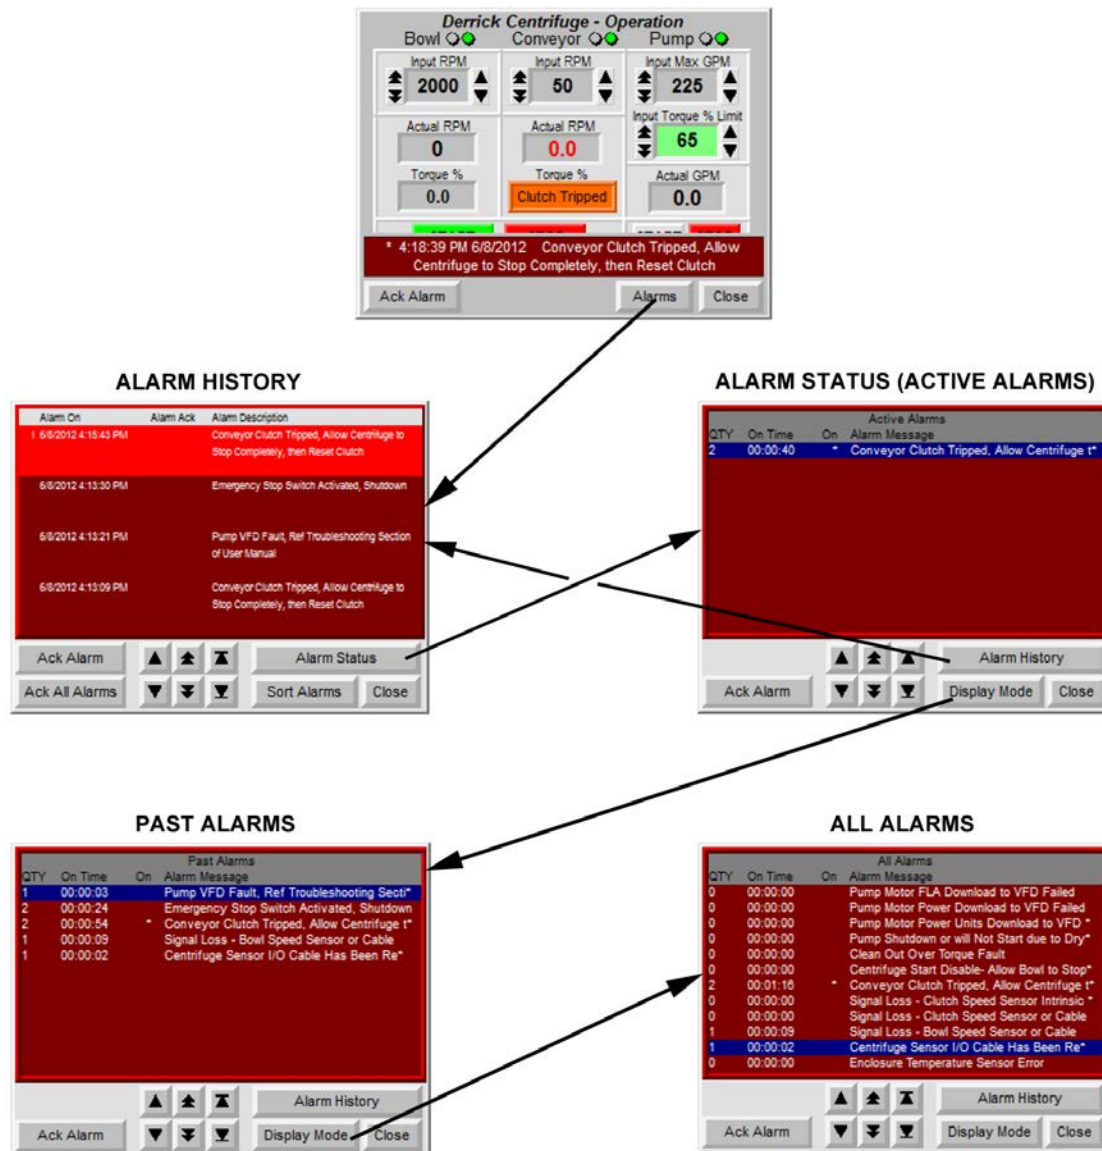 Derrick Centrifuge - Operation
Bowl Conveyor Pump
Input RPM Input RPM Input Max GPM
2000 50 225
Input Torque % Limit
65
Actual RPM Actual RPM
0 0.0
Torque % Torque % Actual GPM
0.0 Clutch Tripped 0.0
* 4:18:39 PM 6/8/2012 Conveyor Clutch Tripped, Allow
Centrifuge to Stop Completely, then Reset Clutch
Ack Alarm Alarms Close
ALARM HISTORY
Alarm On Alarm Ack Alarm Description
6/8/2012 4:15:43 PM Conveyor Clutch Tripped, Allow Centrifuge to
Stop Completely, then Reset Clutch
6/8/2012 4:13:30 PM Emergency Stop Switch Activated, Shutdown
6/8/2012 4:13:21 PM Pump VFD Fault, Ref Troubleshooting Section
of User Manual
6/8/2012 4:13:09 PM Conveyor Clutch Tripped, Allow Centrifuge to
Stop Completely, then Reset Clutch
Ack Alarm Alarm Status
Ack All Alarms Sort Alarms Close
ALARM STATUS (ACTIVE ALARMS)
Active Alarms
QTY On Time On Alarm Message
2 00:00:40 * Conveyor Clutch Tripped, Allow Centrifuge t*
Alarm History
Ack Alarm Display Mode Close
PAST ALARMS
Past Alarms
QTY On Time On Alarm Message
1 00:00:03 Pump VFD Fault, Ref Troubleshooting Secti*
2 00:00:24 Emergency Stop Switch Activated, Shutdown
2 00:00:54 * Conveyor Clutch Tripped, Allow Centrifuge t*
1 00:00:09 Signal Loss - Bowl Speed Sensor or Cable
1 00:00:02 Centrifuge Sensor I/O Cable Has Been Re*
Alarm History
Ack Alarm Display Mode Close
ALL ALARMS
All Alarms
QTY On Time On Alarm Message
0 00:00:00 Pump Motor FLA Download to VFD Failed
0 00:00:00 Pump Motor Power Download to VFD Failed
0 00:00:00 Pump Motor Power Units Download to VFD *
0 00:00:00 Pump Shutdown or will Not Start due to Dry*
0 00:00:00 Clean Out Over Torque Fault
0 00:00:00 Centrifuge Start Disable- Allow Bowl to Stop*
2 00:01:16 * Conveyor Clutch Tripped, Allow Centrifuge t*
0 00:00:00 Signal Loss - Clutch Speed Sensor Intrinsic *
0 00:00:00 Signal Loss - Clutch Speed Sensor or Cable
1 00:00:09 Signal Loss - Bowl Speed Sensor or Cable
1 00:00:02 Centrifuge Sensor I/O Cable Has Been Re*
0 00:00:00 Enclosure Temperature Sensor Error
Alarm History
Ack Alarm Display Mode Close